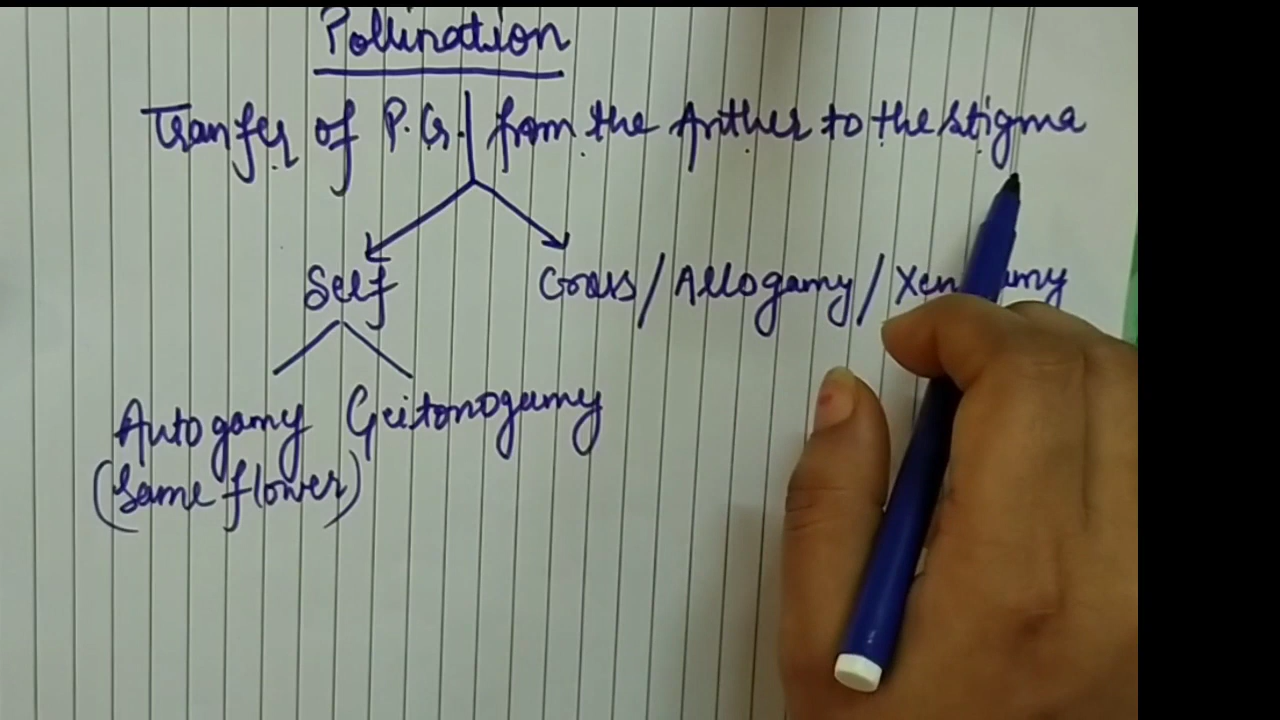 Pollination
Tranfer of P.G. from the Anther to the stigma
Self
Cross/Allogamy/
Autogamy Geitonogamy
(Same flower)